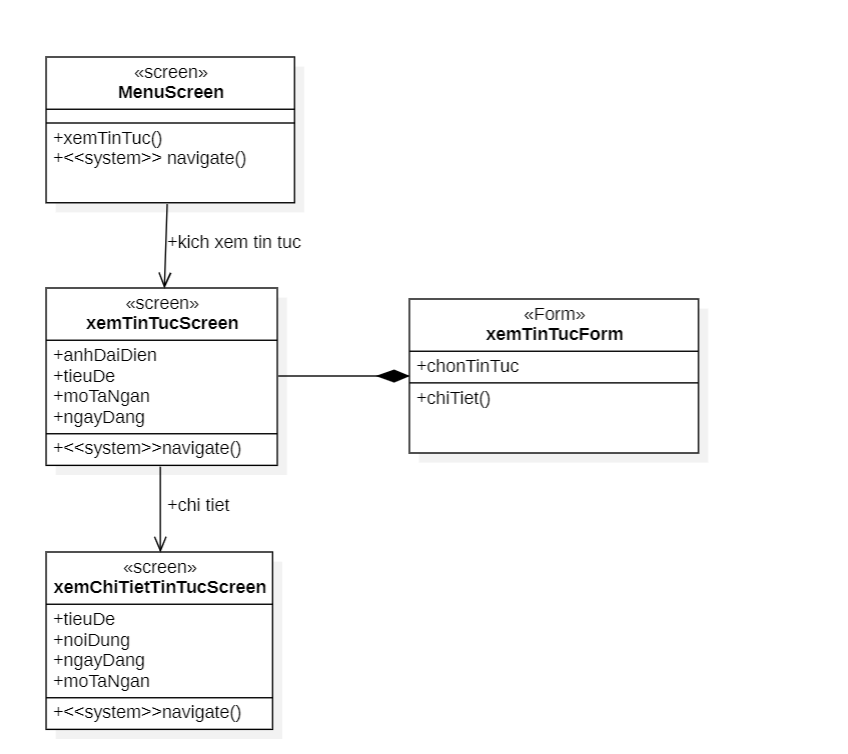 «screen»
MenuScreen
+xemTinTuc()
+<<system>> navigate()
+kich xem tin tuc
«screen»
xemTinTucScreen
+anhDaiDien
+tieuDe
+moTaNgan
+ngayDang
+<<system>>navigate()
«Form»
xemTinTucForm
+chonTinTuc
+chiTiet()
+chi tiet
«screen»
xemChiTietTinTucScreen
+tieuDe
+noiDung
+ngayDang
+moTaNgan
+<<system>>navigate()